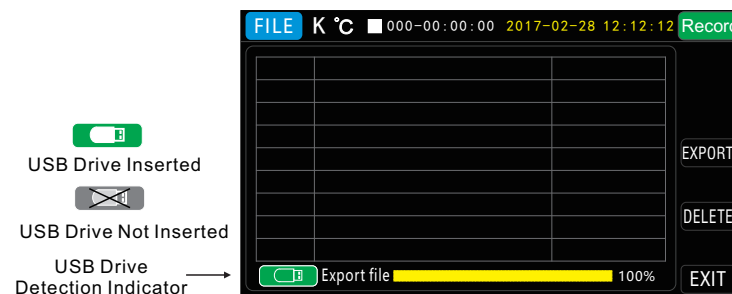 FILE K ℃ 000-00:00:00 2017-02-28 12:12:12 Record
USB Drive Inserted
EXPORT
USB Drive Not Inserted
DELETE
USB Drive
Detection Indicator
Export file 100% EXIT